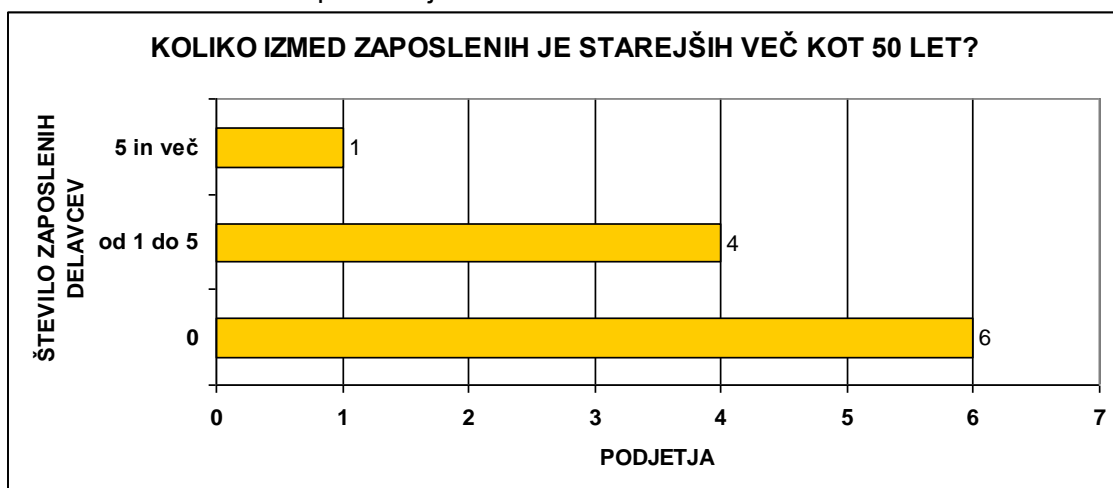 KOLIKO IZMED ZAPOSLENIH JE STAREJŠIH VEČ KOT 50 LET?
ŠTEVILO ZAPOSLENIH
DELAVCEV
5 in več
1
od 1 do 5
4
0
6
0 1 2 3 4 5 6 7
PODJETJA